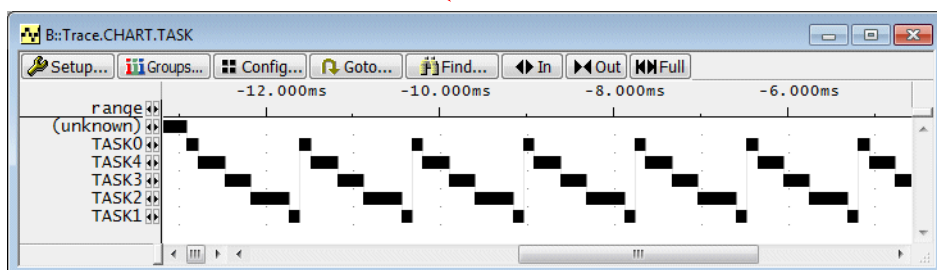 B::Trace.CHART.TASK
Setup... Groups... Config... Goto... Find... In Out Full
-12.000ms -10.000ms -8.000ms -6.000ms
range
(unknown)
TASK0
TASK4
TASK3
TASK2
TASK1